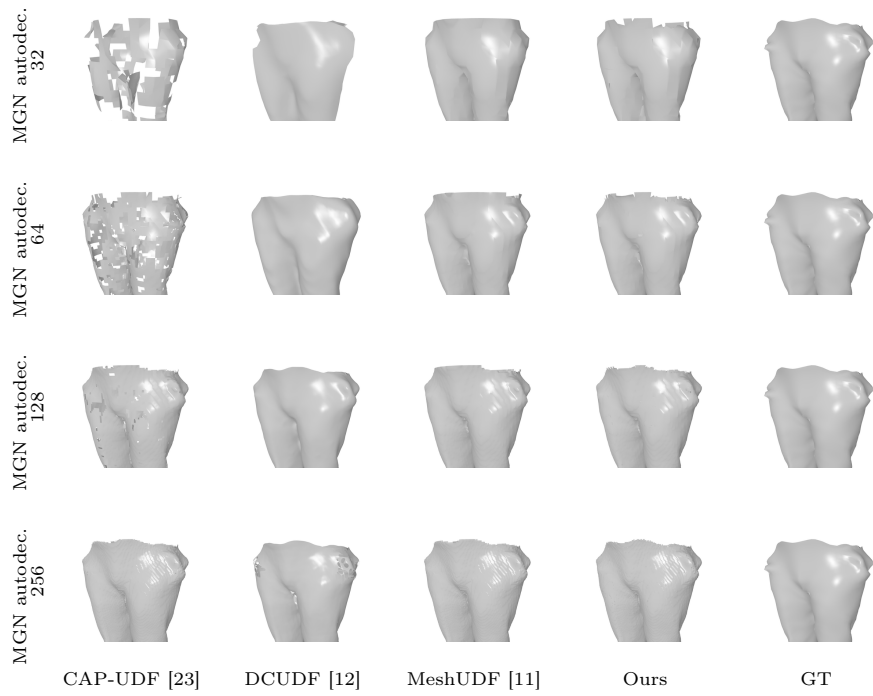 MGN autodec.
32
MGN autodec.
64
MGN autodec.
128
MGN autodec.
256
CAP-UDF [23] DCUDF [12] MeshUDF [11] Ours GT